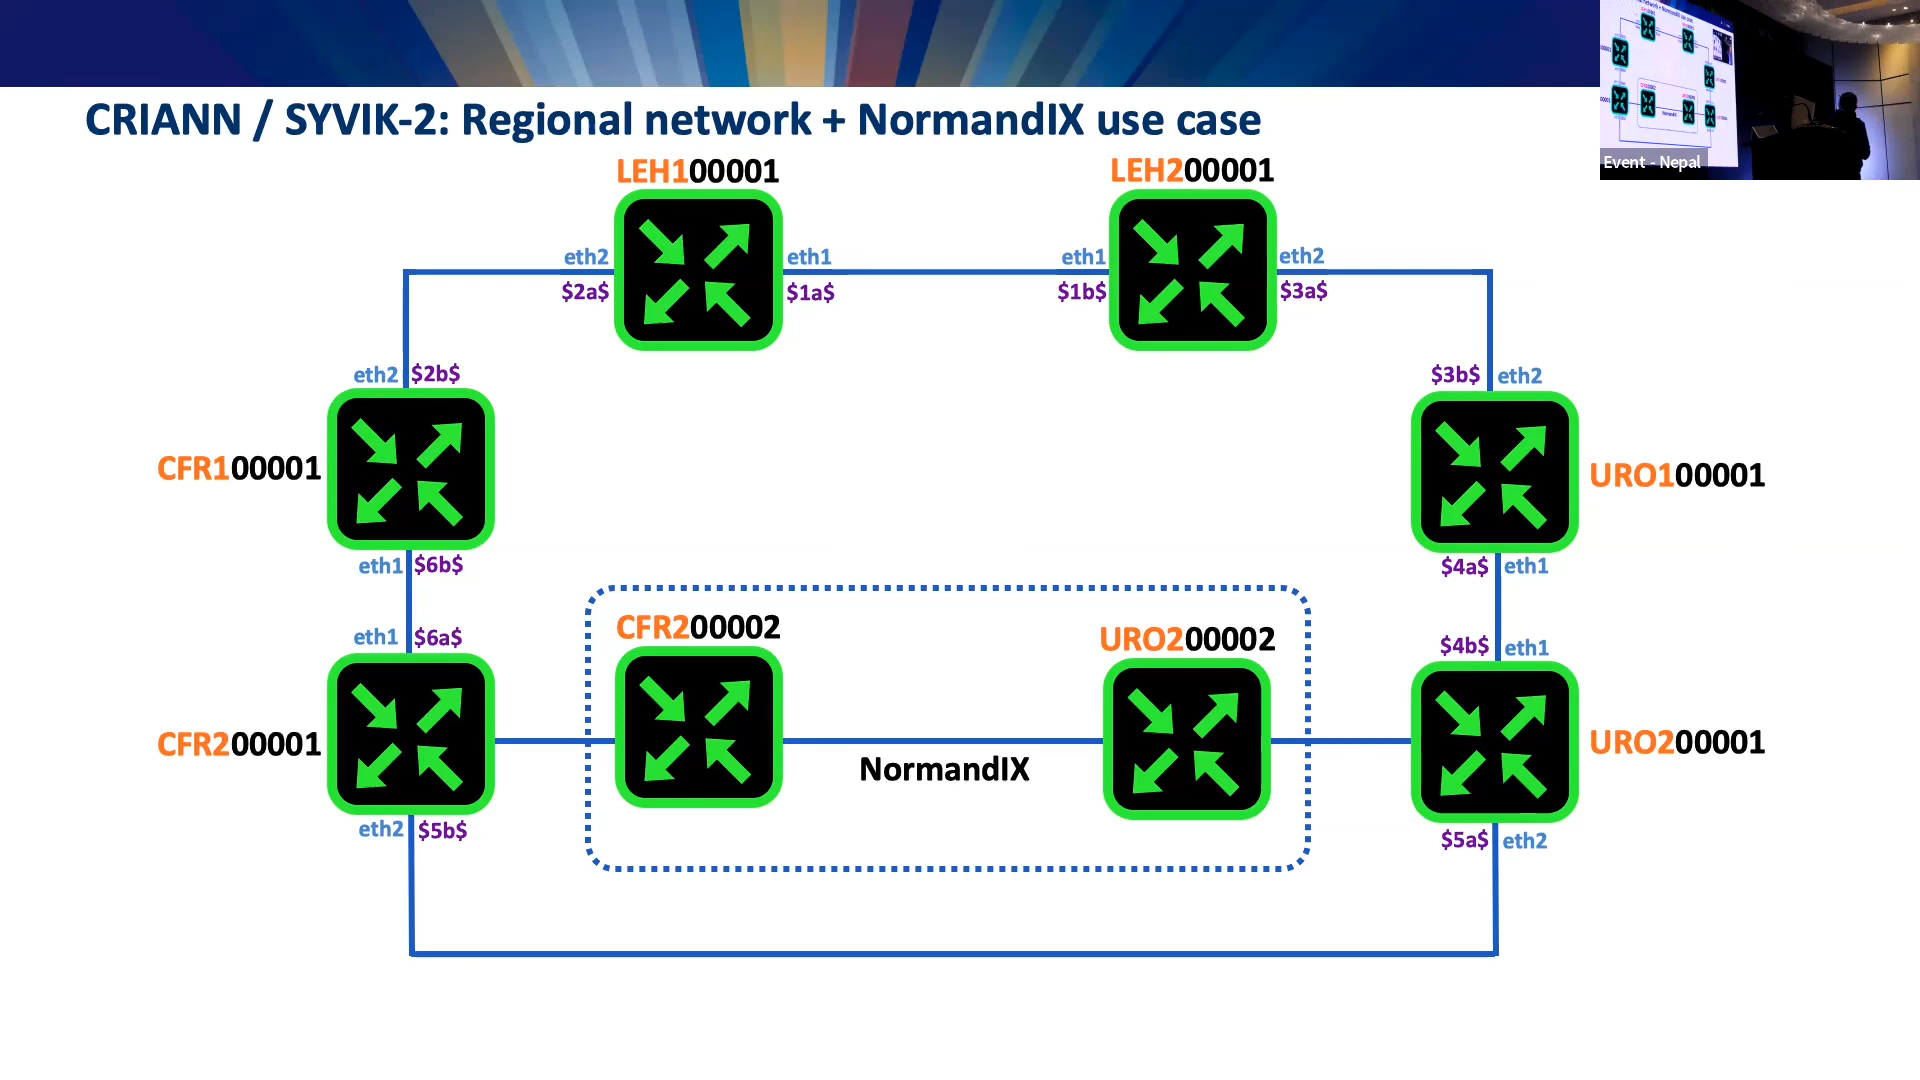 CRIANN / SYVIK-2: Regional network + NormandIX use case
Event - Nepal
LEH100001
LEH200001
eth2
eth1
eth1
eth2
$2a$
$1a$
$1b$
$3a$
eth2
$2b$
$3b$
eth2
CFR100001
URO100001
eth1
$6b$
$4a$
eth1
CFR200002
URO200002
eth1
$6a$
$4b$
eth1
CFR200001
NormandIX
URO200001
eth2
$5b$
$5a$
eth2